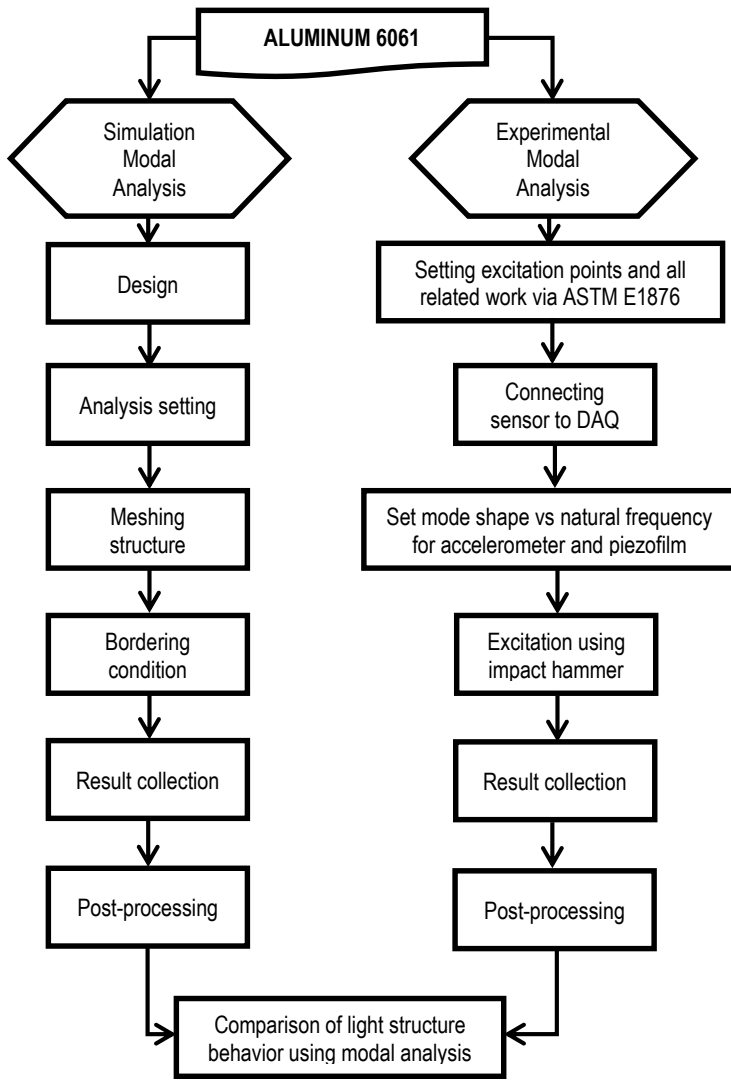 ALUMINUM 6061
Simulation
Modal
Analysis
Design
Analysis setting
Meshing
structure
Bordering
condition
Result collection
Post-processing
Experimental
Modal
Analysis
Setting excitation points and all
related work via ASTM E1876
Connecting
sensor to DAQ
Set mode shape vs natural frequency
for accelerometer and piezofilm
Excitation using
impact hammer
Result collection
Post-processing
Comparison of light structure
behavior using modal analysis